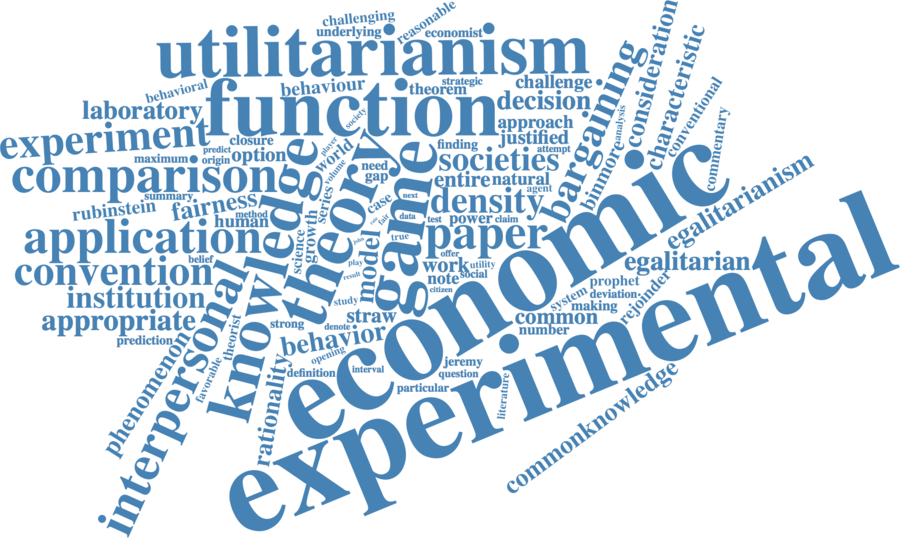 challenging
reasonable
underlying
economist
utilitarianism
consideration
characteristic
behavioral
behaviour
strategic
theorem
challenge
bargaining
conventional
laboratory
function
decision
society
analysis
experiment
approach
justified
commentary
predict
closure
player
finding
attempt
maximum
origin
option
world
volume
societies
binmore
comparison
knowledge
theory
game
need
gap
entire
natural
agent
summary
series
density
egalitarianism
rubinstein
fairness
method
human
case
next
data
fair
test
power
claim
application
growth
science
true
paper
economic
belief
jobs
offer
convention
model
play
work
utility
social
egalitarian
institution
interpersonal
result
note
citizen
prophet
system
deviation
rejoinder
appropriate
study
straw
making
common
experimental
strong
denote
number
prediction
theorist
behavior
phenomenon
favorable
opening
rationality
definition
interval
jeremy
question
particular
literature
commonknowledge